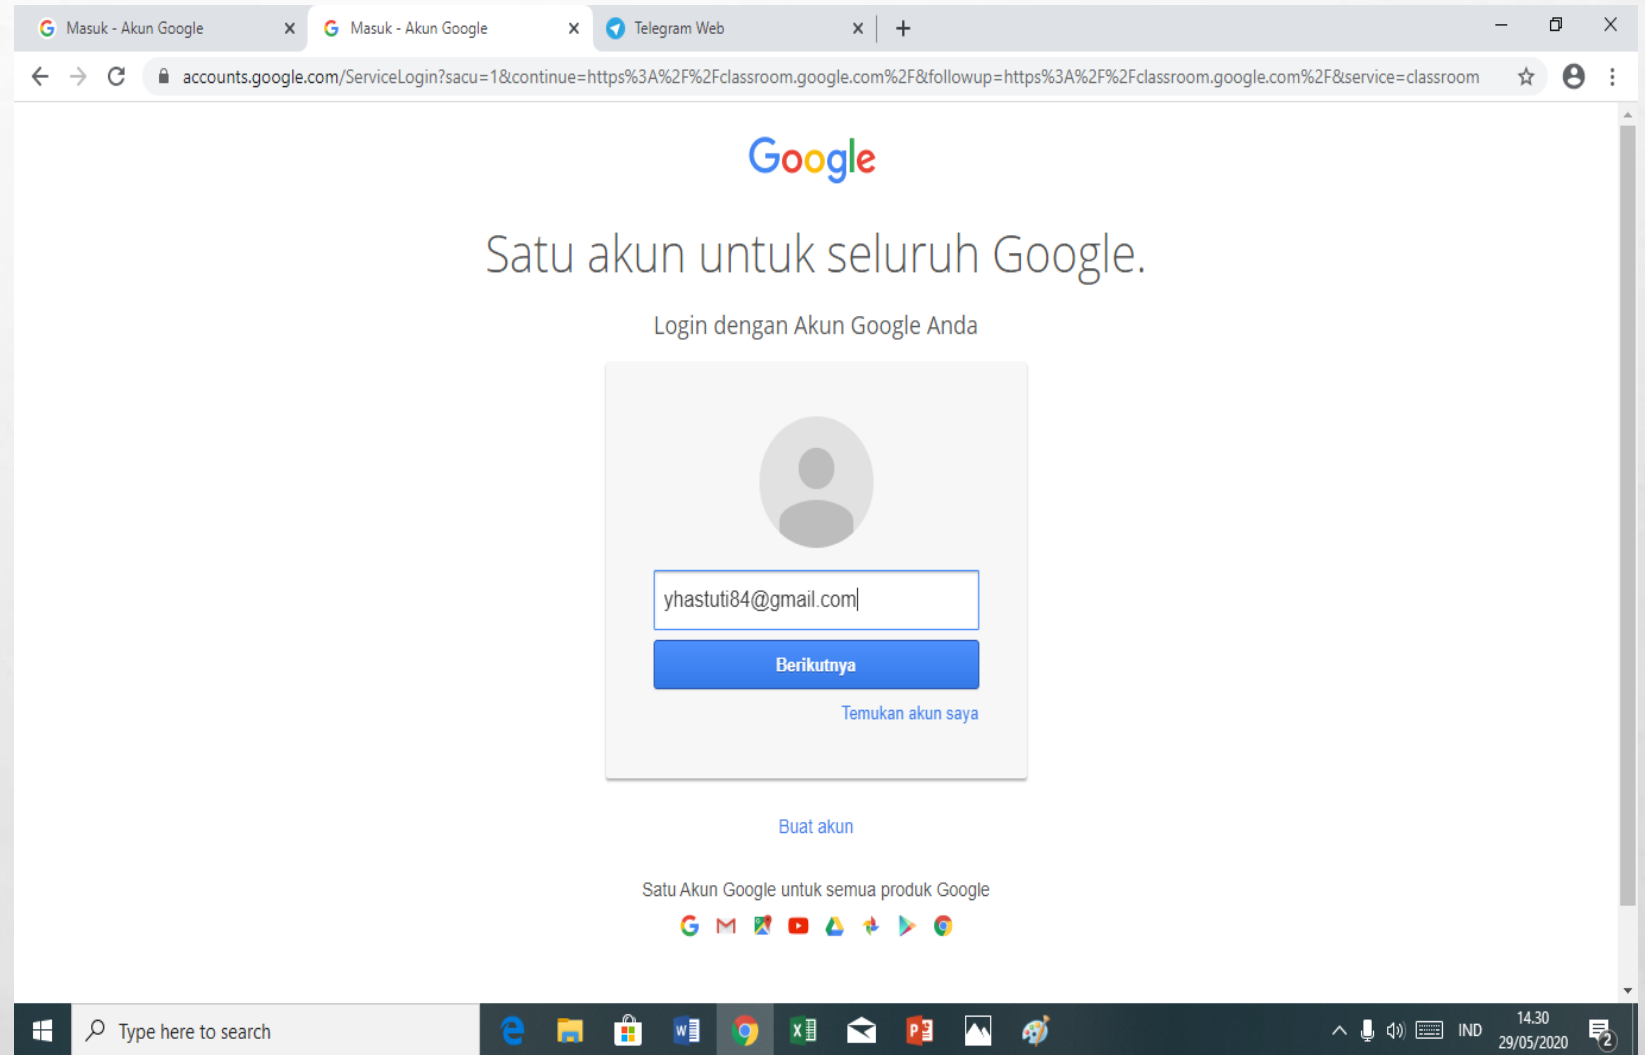 Masuk - Akun Google
Masuk - Akun Google
Telegram Web
accounts.google.com/ServiceLogin?sacu=1&continue=https%3A%2F%2Fclassroom.google.com%2F&followup=https%3A%2F%2Fclassroom.google.com%2F&service=classroom
Google
Satu akun untuk seluruh Google.
Login dengan Akun Google Anda
yhastuti84@gmail.com
Berikutnya
Temukan akun saya
Buat akun
Satu Akun Google untuk semua produk Google
Type here to search
IND
14.30
29/05/2020
2